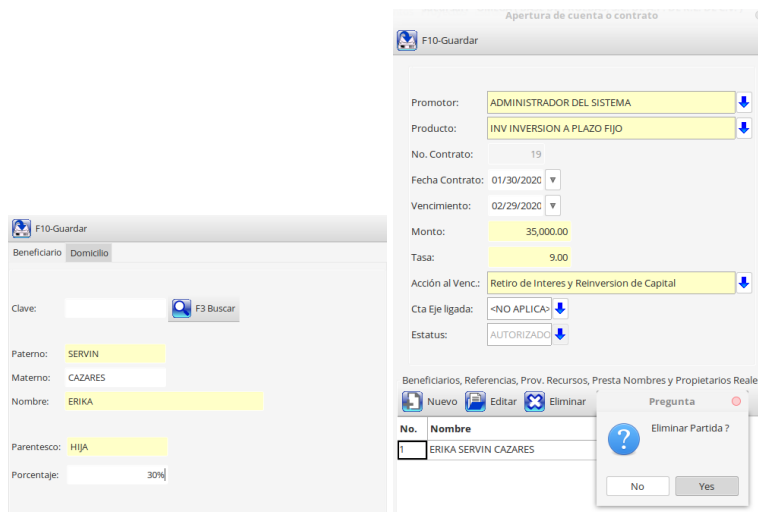 F10-Guardar
Beneficiario Domicilio
Clave: F3 Buscar
Paterno: SERVIN
Materno: CAZARES
Nombre: ERIKA
Parentesco: HIJA
Porcentaje: 30%
Apertura de cuenta o contrato
F10-Guardar
Promotor: ADMINISTRADOR DEL SISTEMA
Producto: INV INVERSION A PLAZO FIJO
No. Contrato: 19
Fecha Contrato: 01/30/2020
Vencimiento: 02/29/2020
Monto: 35,000.00
Tasa: 9.00
Acción al Venc.: Retiro de Interes y Reinversion de Capital
Cta Eje ligada: <NO APLICA>
Estatus: AUTORIZADO
Beneficiarios, Referencias, Prov. Recursos, Presta Nombres y Propietarios Reale
Nuevo Editar Eliminar
No. Nombre
1 ERIKA SERVIN CAZARES
Pregunta
Eliminar Partida ?
No Yes